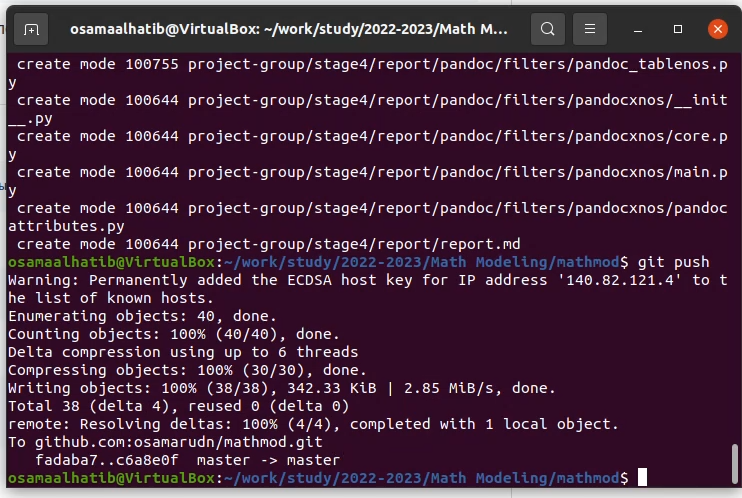 osamaalhatib@VirtualBox: ~/work/study/2022-2023/Math M...
 create mode 100755 project-group/stage4/report/pandoc/filters/pandoc_tablenos.p
y
 create mode 100644 project-group/stage4/report/pandoc/filters/pandocxnos/__init
__.py
 create mode 100644 project-group/stage4/report/pandoc/filters/pandocxnos/core.p
y
 create mode 100644 project-group/stage4/report/pandoc/filters/pandocxnos/main.p
y
 create mode 100644 project-group/stage4/report/pandoc/filters/pandocxnos/pandoc
attributes.py
 create mode 100644 project-group/stage4/report/report.md
osamaalhatib@VirtualBox:~/work/study/2022-2023/Math Modeling/mathmod$ git push
Warning: Permanently added the ECDSA host key for IP address '140.82.121.4' to t
he list of known hosts.
Enumerating objects: 40, done.
Counting objects: 100% (40/40), done.
Delta compression using up to 6 threads
Compressing objects: 100% (30/30), done.
Writing objects: 100% (38/38), 342.33 KiB | 2.85 MiB/s, done.
Total 38 (delta 4), reused 0 (delta 0)
remote: Resolving deltas: 100% (4/4), completed with 1 local object.
To github.com:osamarudn/mathmod.git
   fadaba7..c6a8e0f  master -> master
osamaalhatib@VirtualBox:~/work/study/2022-2023/Math Modeling/mathmod$